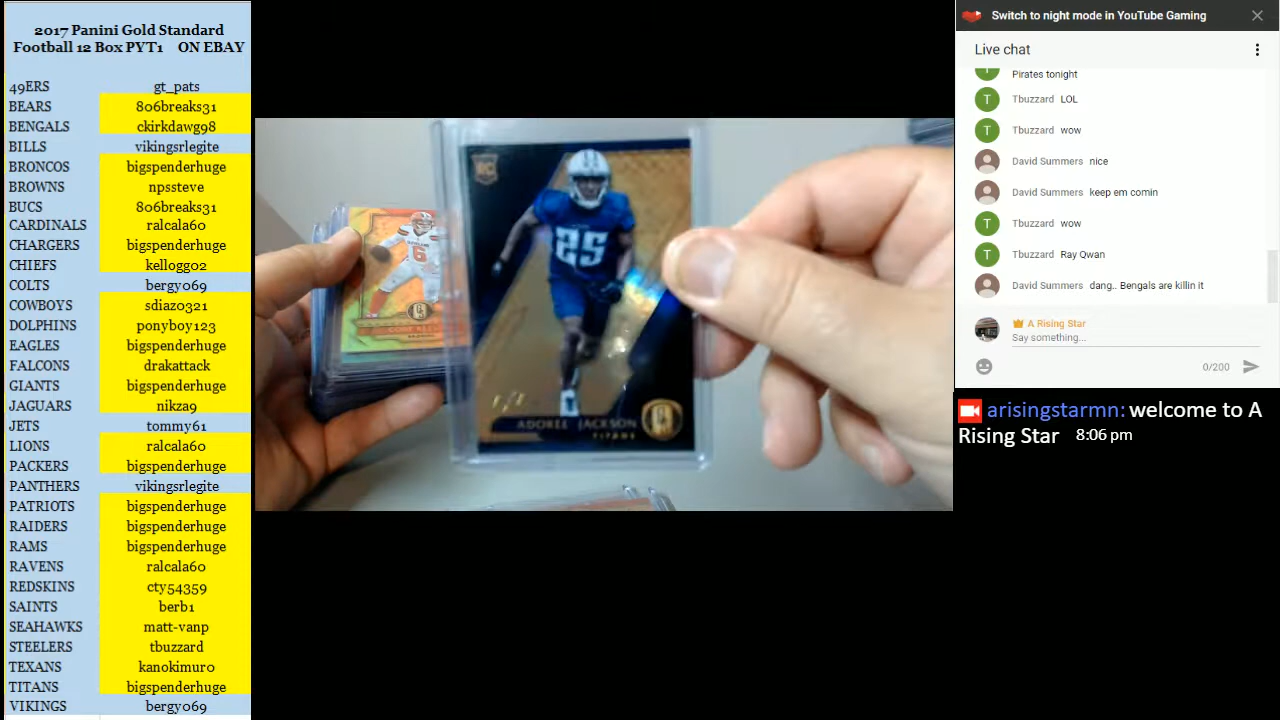 2017 Panini Gold Standard
Football 12 Box PYT1 ON EBAY
49ERS gt_pats
BEARS 806breaks31
BENGALS ckirkdawg98
BILLS vikingsrlegite
BRONCOS bigspenderhuge
BROWNS npssteve
BUCS 806breaks31
CARDINALS ralcala60
CHARGERS bigspenderhuge
CHIEFS kellogg02
COLTS bergy069
COWBOYS sdiaz0321
DOLPHINS ponyboy123
EAGLES bigspenderhuge
FALCONS drakattack
GIANTS bigspenderhuge
JAGUARS nikza9
JETS tommy61
LIONS ralcala60
PACKERS bigspenderhuge
PANTHERS vikingsrlegite
PATRIOTS bigspenderhuge
RAIDERS bigspenderhuge
RAMS bigspenderhuge
RAVENS ralcala60
REDSKINS cty54359
SAINTS berb1
SEAHAWKS matt-vanp
STEELERS tbuzzard
TEXANS kanokimuro
TITANS bigspenderhuge
VIKINGS bergy069
RC
25
ADOREE JACKSON
TITANS
6
Switch to night mode in YouTube Gaming
Live chat
T
Pirates tonight
T Tbuzzard LOL
T Tbuzzard wow
David Summers nice
David Summers keep em comin
T Tbuzzard wow
T Tbuzzard Ray Qwan
David Summers dang.. Bengals are killin it
A Rising Star
Say something...
0/200
arisingstarmn: welcome to A
Rising Star 8:06 pm